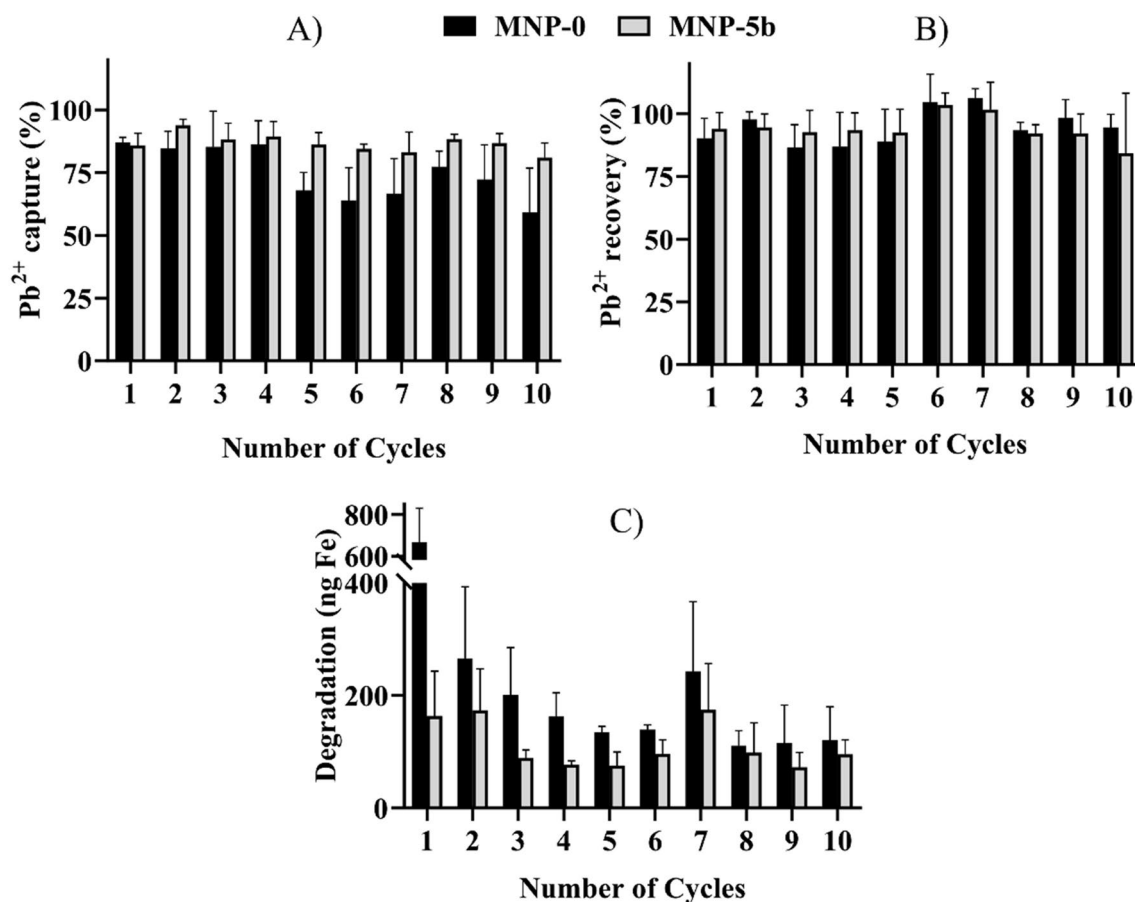 A)
MNP-0
MNP-5b
B)
Pb²⁺ capture (%)
100
75
50
25
0
1 2 3 4 5 6 7 8 9 10
Number of Cycles
Pb²⁺ recovery (%)
100
75
50
25
0
1 2 3 4 5 6 7 8 9 10
Number of Cycles
C)
Degradation (ng Fe)
800
600
400
200
0
1 2 3 4 5 6 7 8 9 10
Number of Cycles